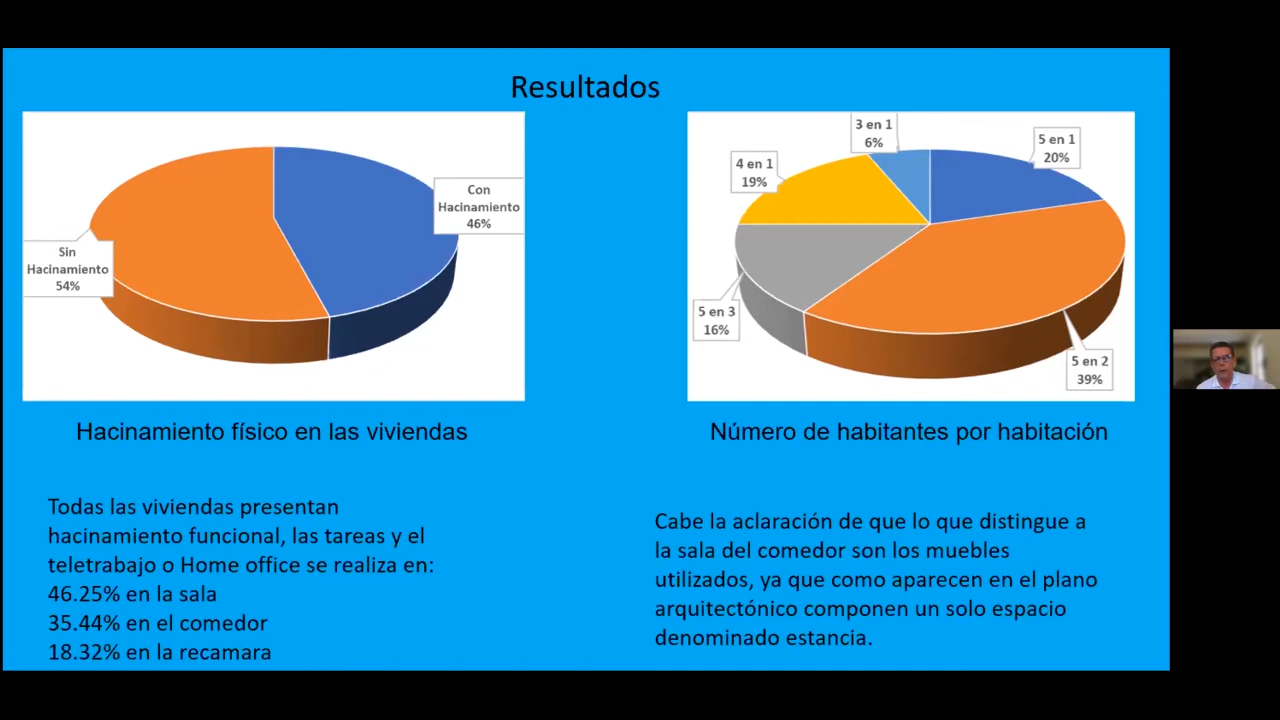 Resultados
Con
Hacinamiento
46%
Sin
Hacinamiento
54%
Hacinamiento físico en las viviendas
3 en 1
6%
5 en 1
20%
4 en 1
19%
5 en 3
16%
5 en 2
39%
Número de habitantes por habitación
Todas las viviendas presentan
hacinamiento funcional, las tareas y el
teletrabajo o Home office se realiza en:
46.25% en la sala
35.44% en el comedor
18.32% en la recamara
Cabe la aclaración de que lo que distingue a
la sala del comedor son los muebles
utilizados, ya que como aparecen en el plano
arquitectónico componen un solo espacio
denominado estancia.